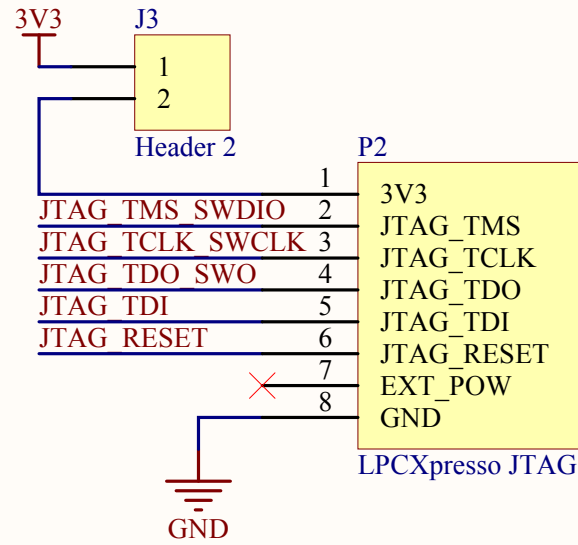 3V3
J3
1
2
Header 2
P2
1 3V3
JTAG_TMS_SWDIO 2 JTAG_TMS
JTAG_TCLK_SWCLK 3 JTAG_TCLK
JTAG_TDO_SWO 4 JTAG_TDO
JTAG_TDI 5 JTAG_TDI
JTAG_RESET 6 JTAG_RESET
7 EXT_POW
8 GND
LPCXpresso JTAG
GND